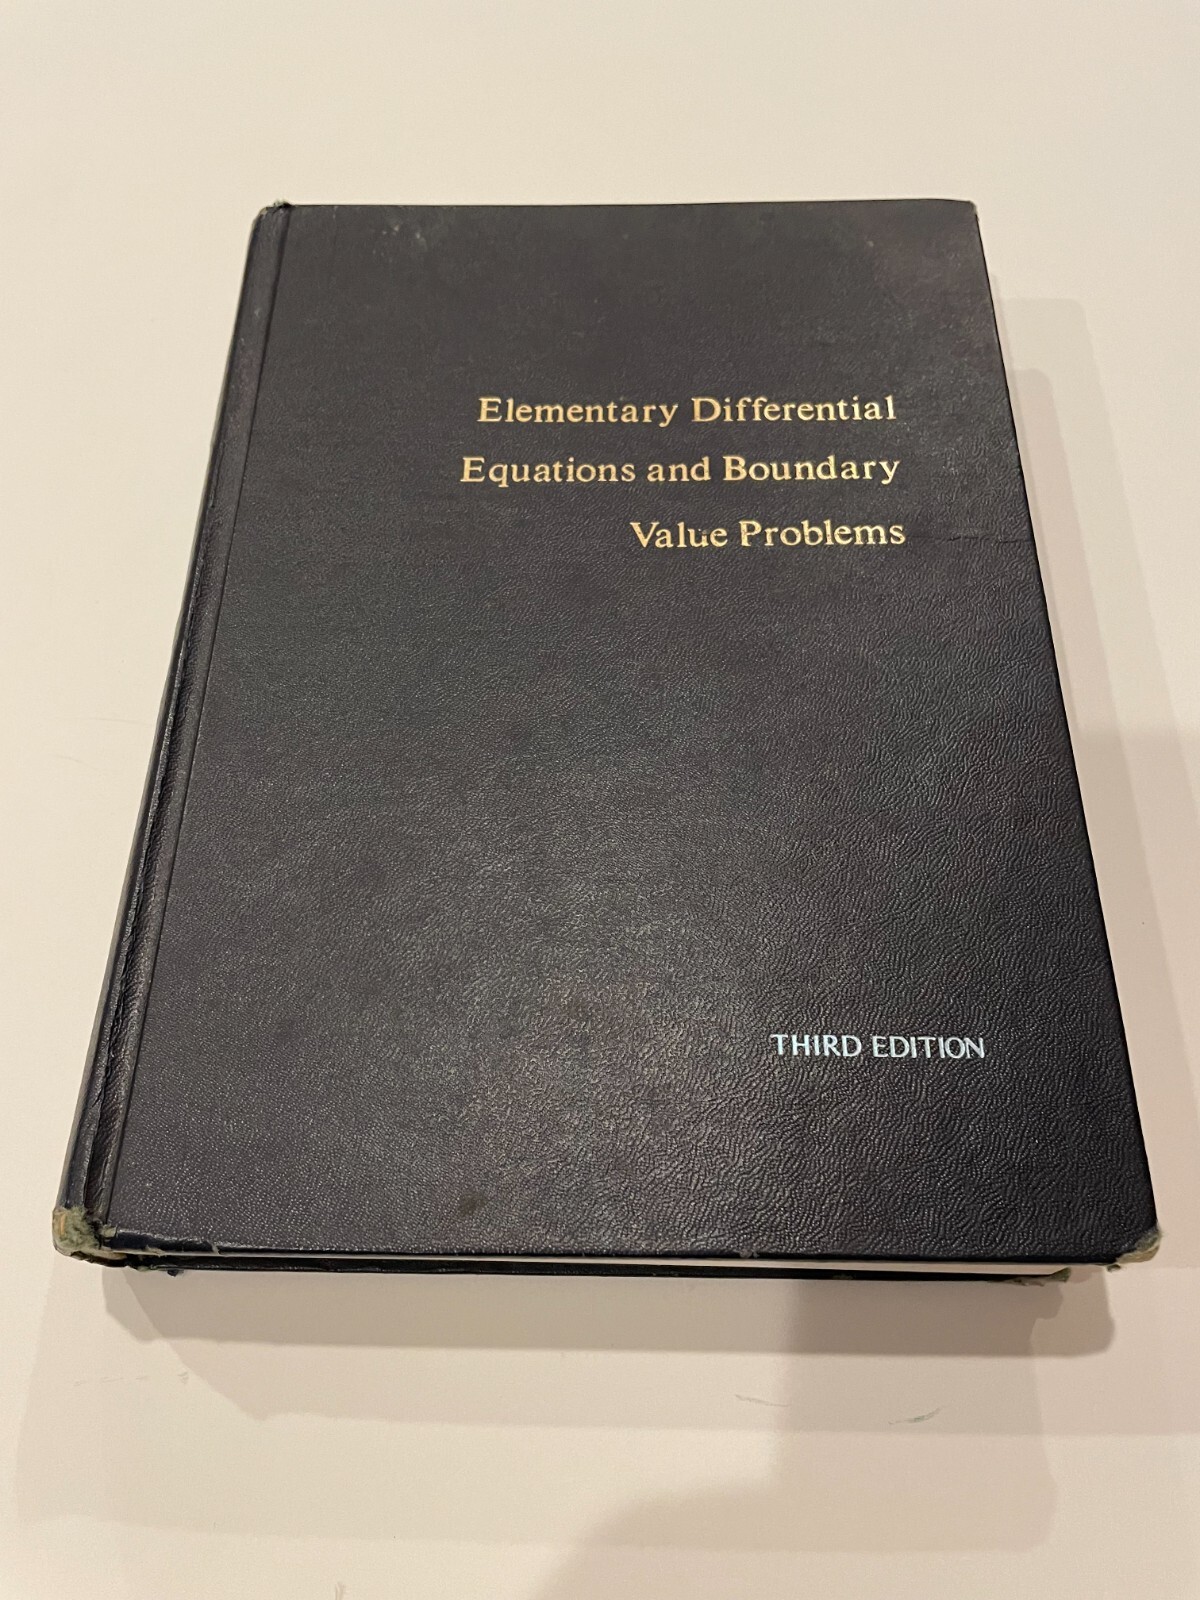 Elementary Differential
Equations and Boundary
Value Problems
THIRD EDITION